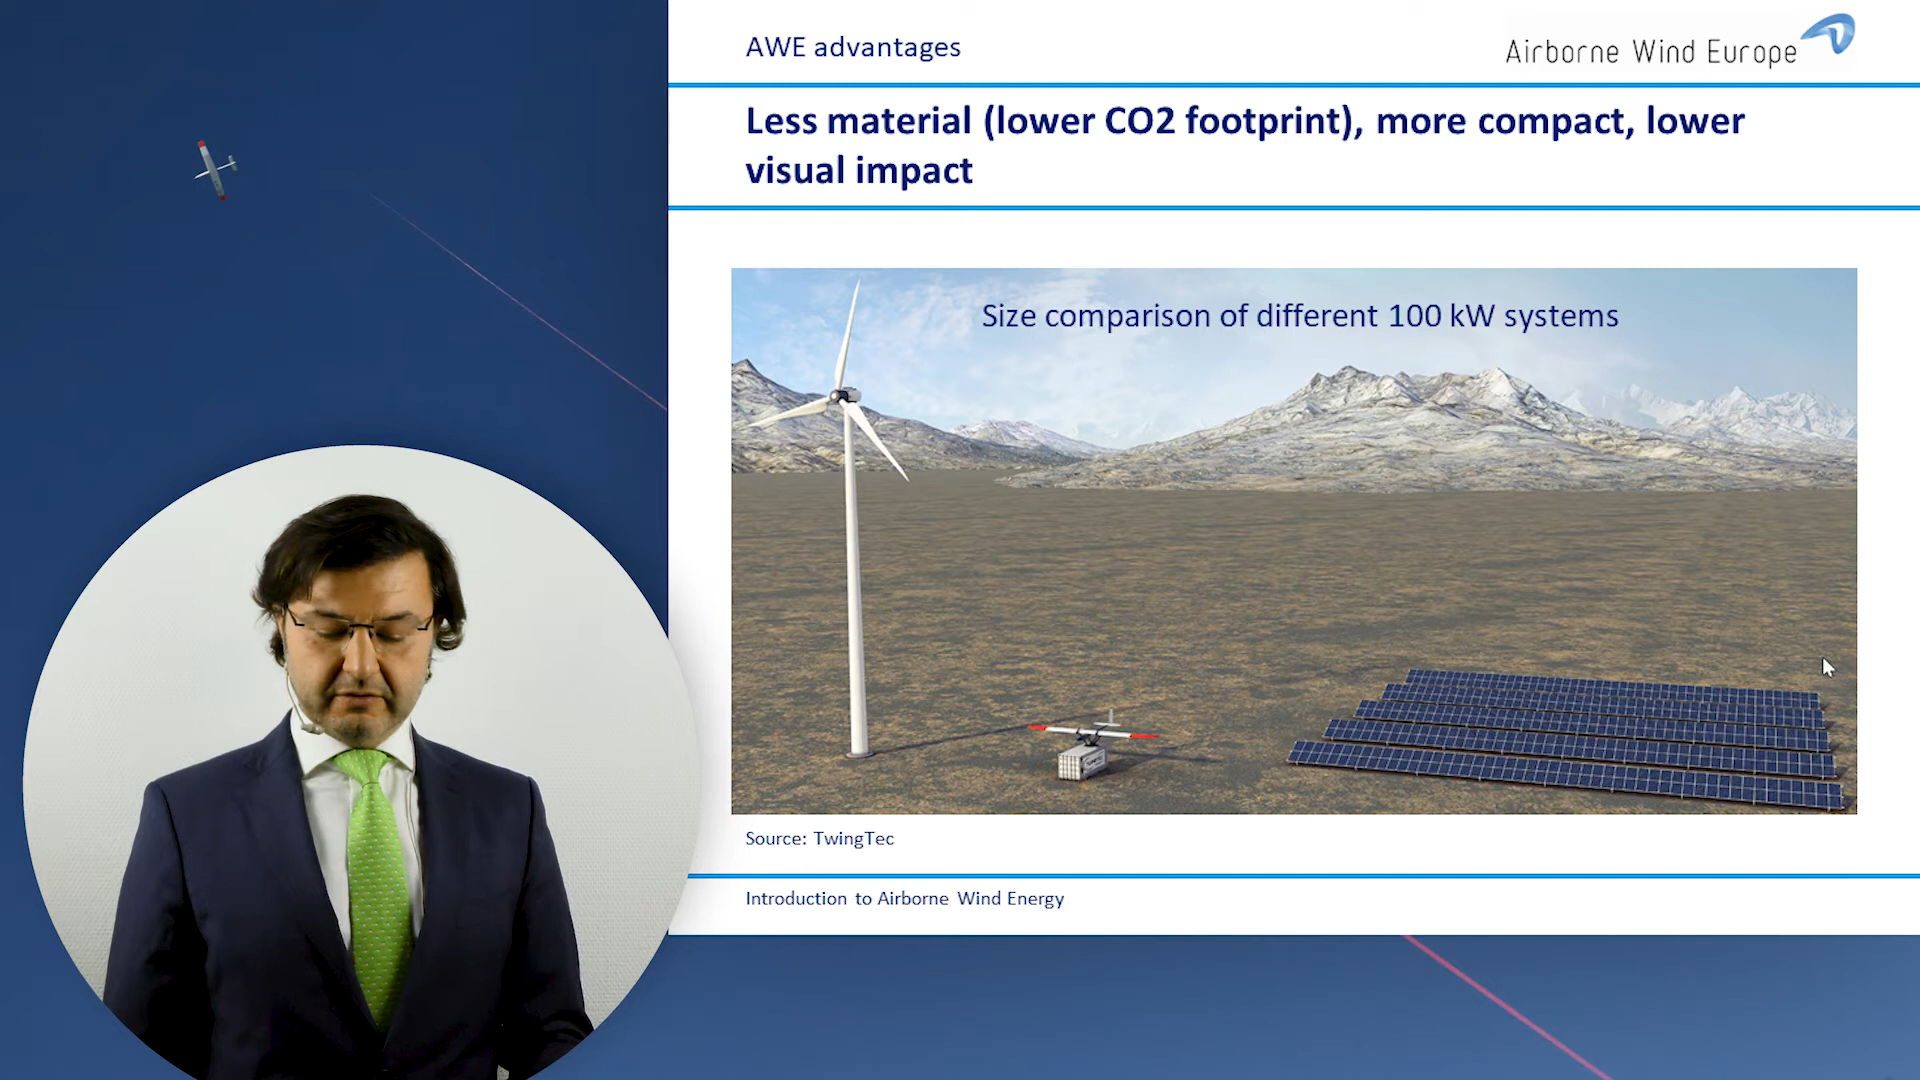 AWE advantages
Airborne Wind Europe
Less material (lower CO2 footprint), more compact, lower
visual impact
Size comparison of different 100 kW systems
Source: TwingTec
Introduction to Airborne Wind Energy